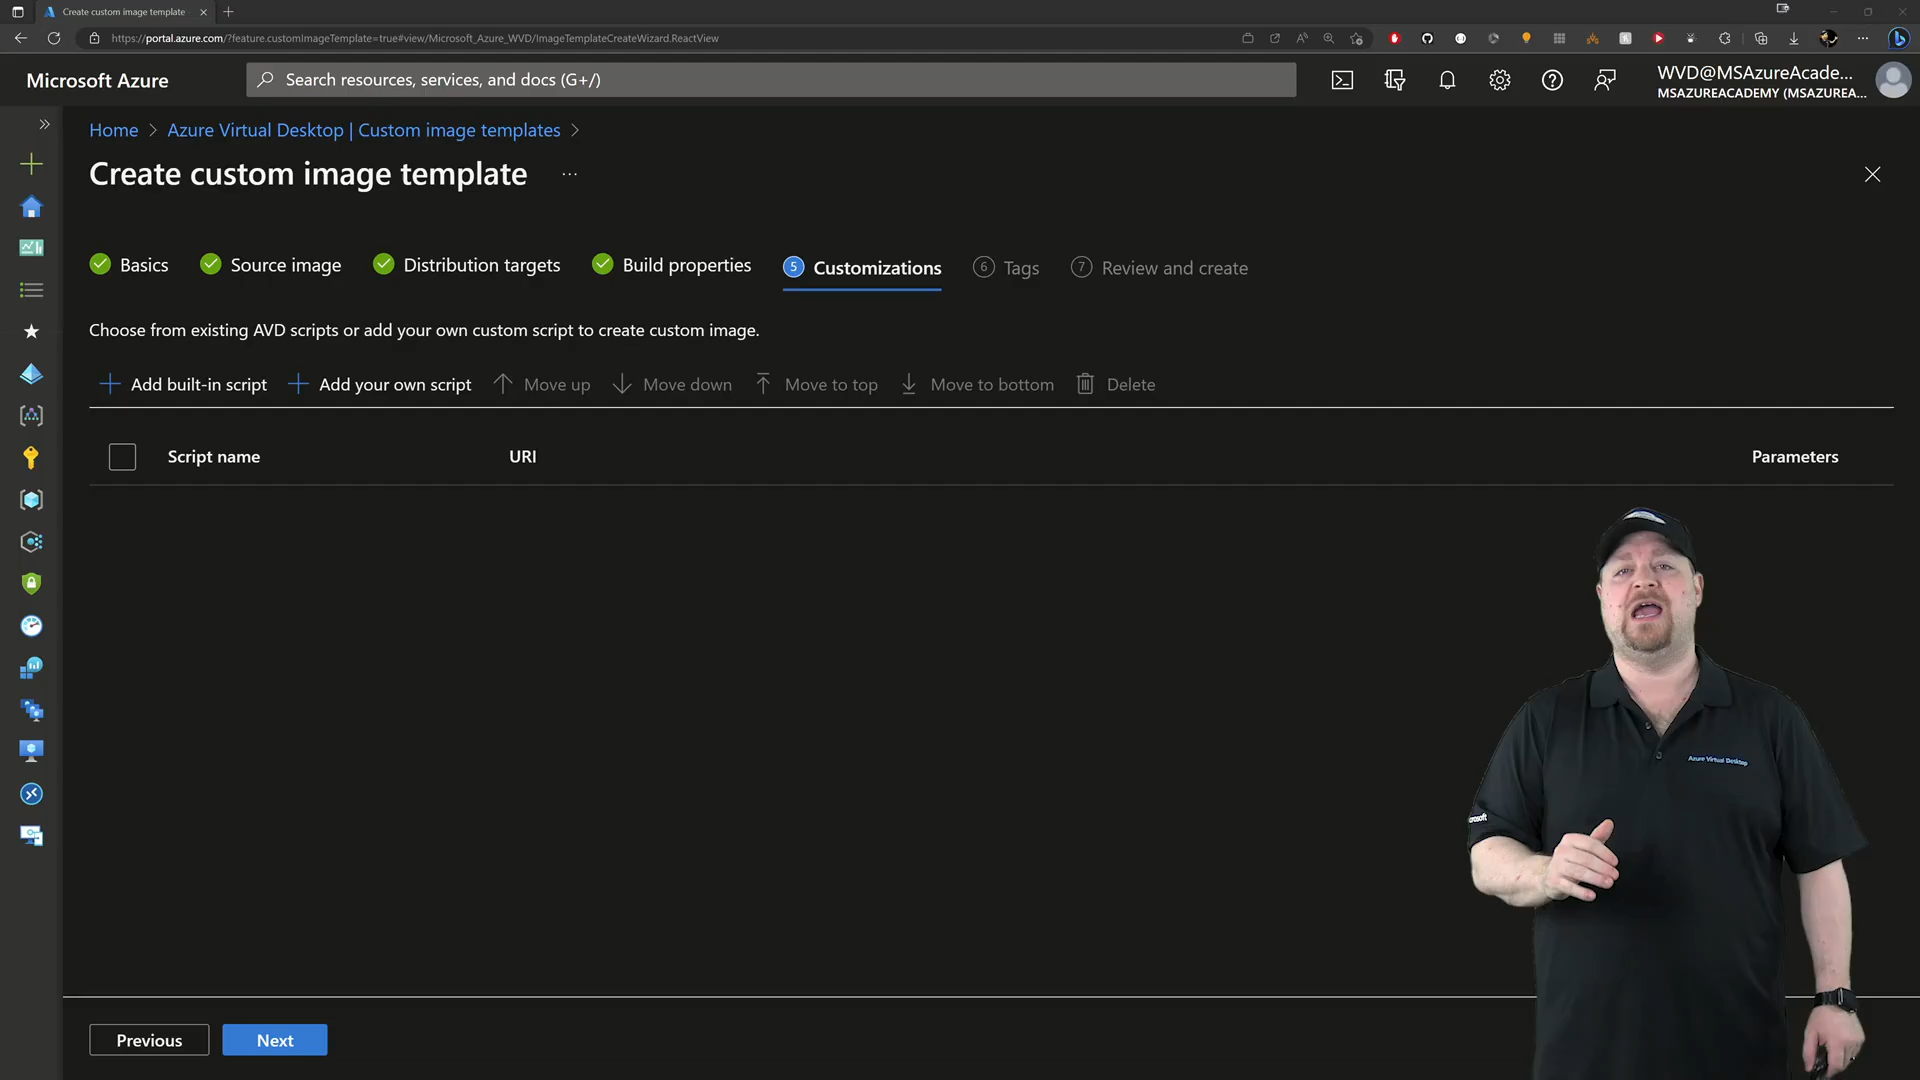 Create custom image template
https://portal.azure.com/?feature.customImageTemplate=true#view/Microsoft_Azure_WVD/ImageTemplateCreateWizard.ReactView
Microsoft Azure
Search resources, services, and docs (G+/)
WVD@MSAzureAcade...
MSAZUREACADEMY (MSAZUREA...
Home > Azure Virtual Desktop | Custom image templates >
Create custom image template ...
Basics
Source image
Distribution targets
Build properties
5 Customizations
6 Tags
7 Review and create
Choose from existing AVD scripts or add your own custom script to create custom image.
Add built-in script
Add your own script
Move up
Move down
Move to top
Move to bottom
Delete
Script name
URI
Parameters
Azure Virtual Desktop
crosoft
Previous
Next